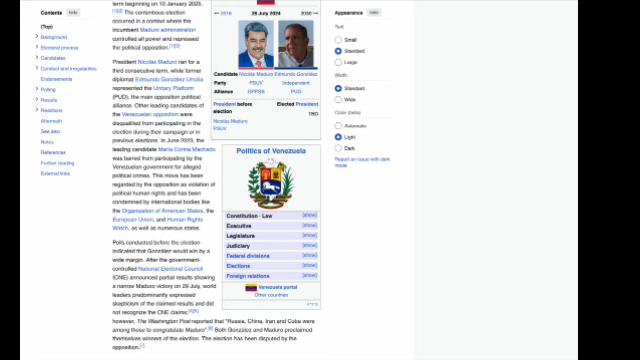 Contents hide
(Top)
Background
Electoral process
Candidates
Conduct and irregularities
Endorsements
Polling
Results
Reactions
Aftermath
See also
Notes
References
Further reading
External links
term beginning on 10 January 2025.
[1][2] The contentious election
occurred in a context where the
incumbent Maduro administration
controlled all power and repressed
the political opposition.
President Nicolás Maduro ran for a
third consecutive term, while former
diplomat Edmundo González Urrutia
represented the Unitary Platform
(PUD), the main opposition political
alliance. Other leading candidates of
the Venezuelan opposition were
disqualified from participating in the
election during their campaign or in
previous elections. In June 2023, the
leading candidate María Corina Machado
was barred from participating by the
Venezuelan government for alleged
political crimes. This move has been
regarded by the opposition as violation of
political human rights and has been
condemned by international bodies like
the Organization of American States, the
European Union, and Human Rights
Watch, as well as numerous states.
Polls conducted before the election
indicated that González would win by a
wide margin. After the government-
controlled National Electoral Council
(CNE) announced partial results showing
a narrow Maduro victory on 29 July, world
leaders predominantly expressed
skepticism of the claimed results and did
not recognize the CNE claims;
however, The Washington Post reported that "Russia, China, Iran and Cuba were
among those to congratulate Maduro". Both González and Maduro proclaimed
themselves winners of the election. The election has been disputed by the
opposition.
← 2018 28 July 2024 2030 →
Candidate Nicolás Maduro Edmundo González
Party PSUV Independent
Alliance GPPSB PUD
President before election Elected President
Nicolás Maduro
PSUV
TBD
Politics of Venezuela
Constitution · Law [show]
Executive [show]
Legislature [show]
Judiciary [show]
Federal divisions [show]
Elections [show]
Foreign relations [show]
Venezuela portal
Other countries
V·T·E
Appearance hide
Text
Small
Standard
Large
Width
Standard
Wide
Color (beta)
Automatic
Light
Dark
Report an issue with dark
mode